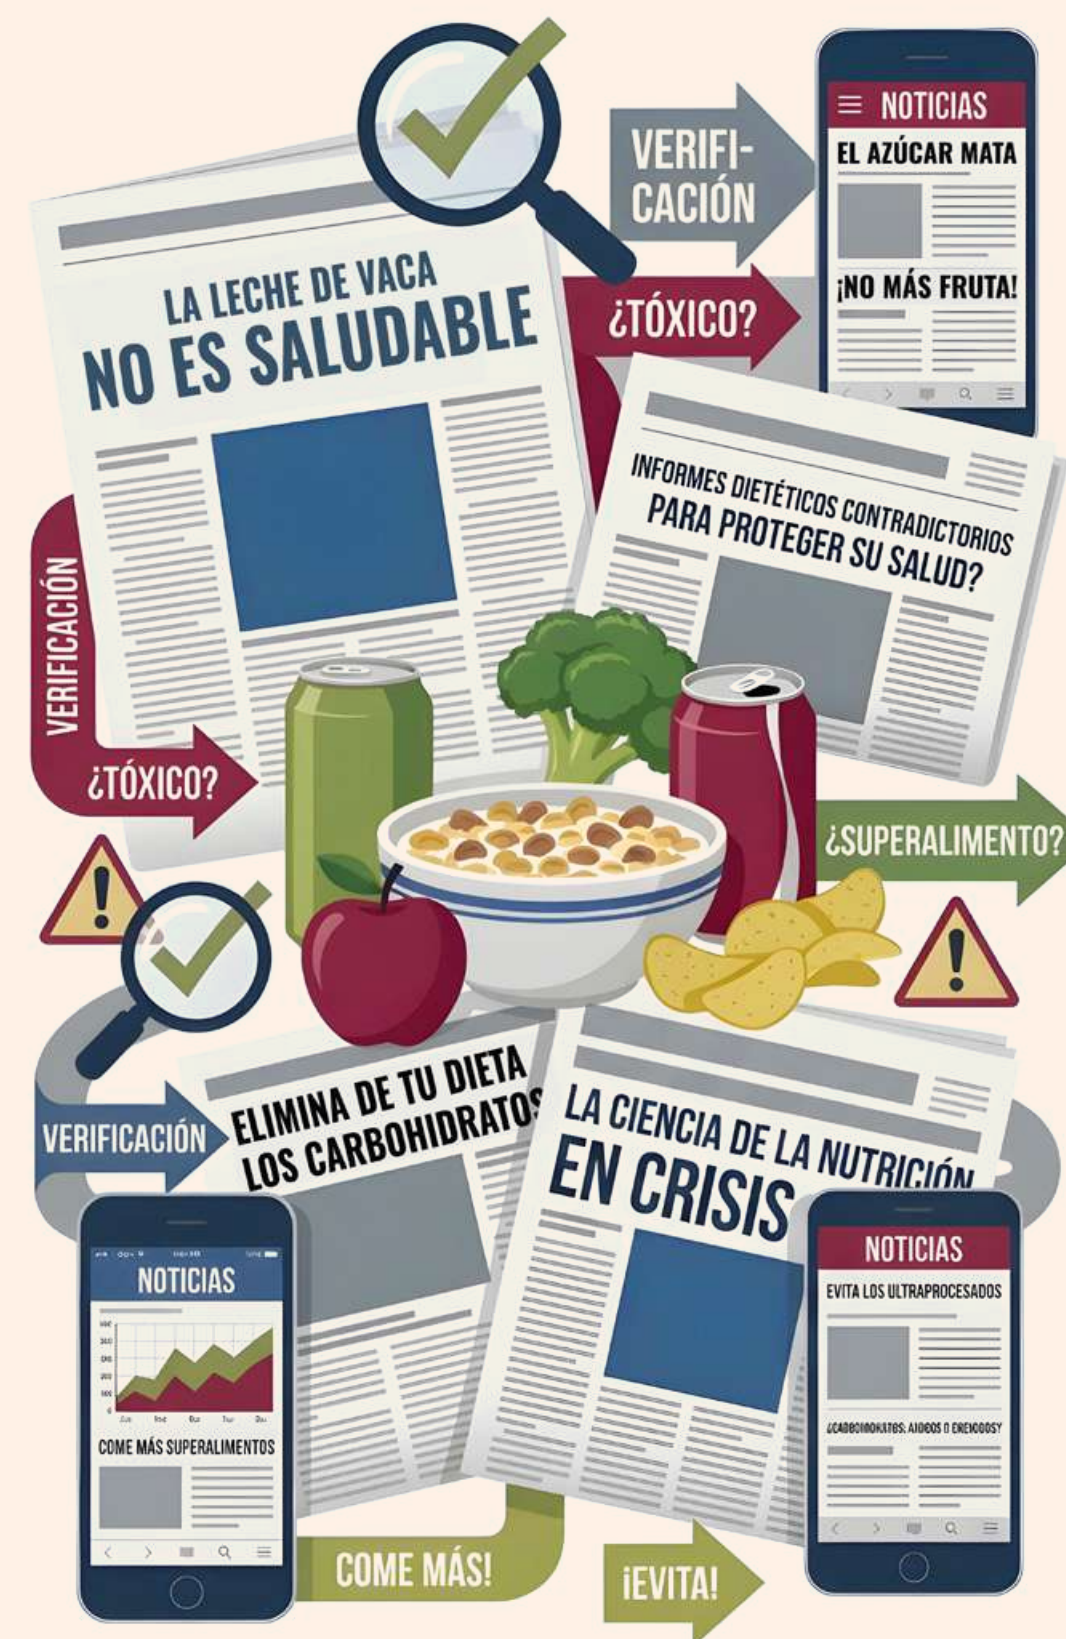 VERIFI-
CACIÓN
NOTICIAS
EL AZÚCAR MATA
¡NO MÁS FRUTA!
LA LECHE DE VACA
NO ES SALUDABLE
¿TÓXICO?
INFORMES DIETÉTICOS CONTRADICTORIOS
PARA PROTEGER SU SALUD?
VERIFICACIÓN
¿TÓXICO?
¿SUPERALIMENTO?
VERIFICACIÓN
ELIMINA DE TU DIETA
LOS CARBOHIDRATOS
LA CIENCIA DE LA NUTRICIÓN
EN CRISIS
NOTICIAS
COME MÁS SUPERALIMENTOS
NOTICIAS
EVITA LOS ULTRAPROCESADOS
COME MÁS!
¡EVITA!